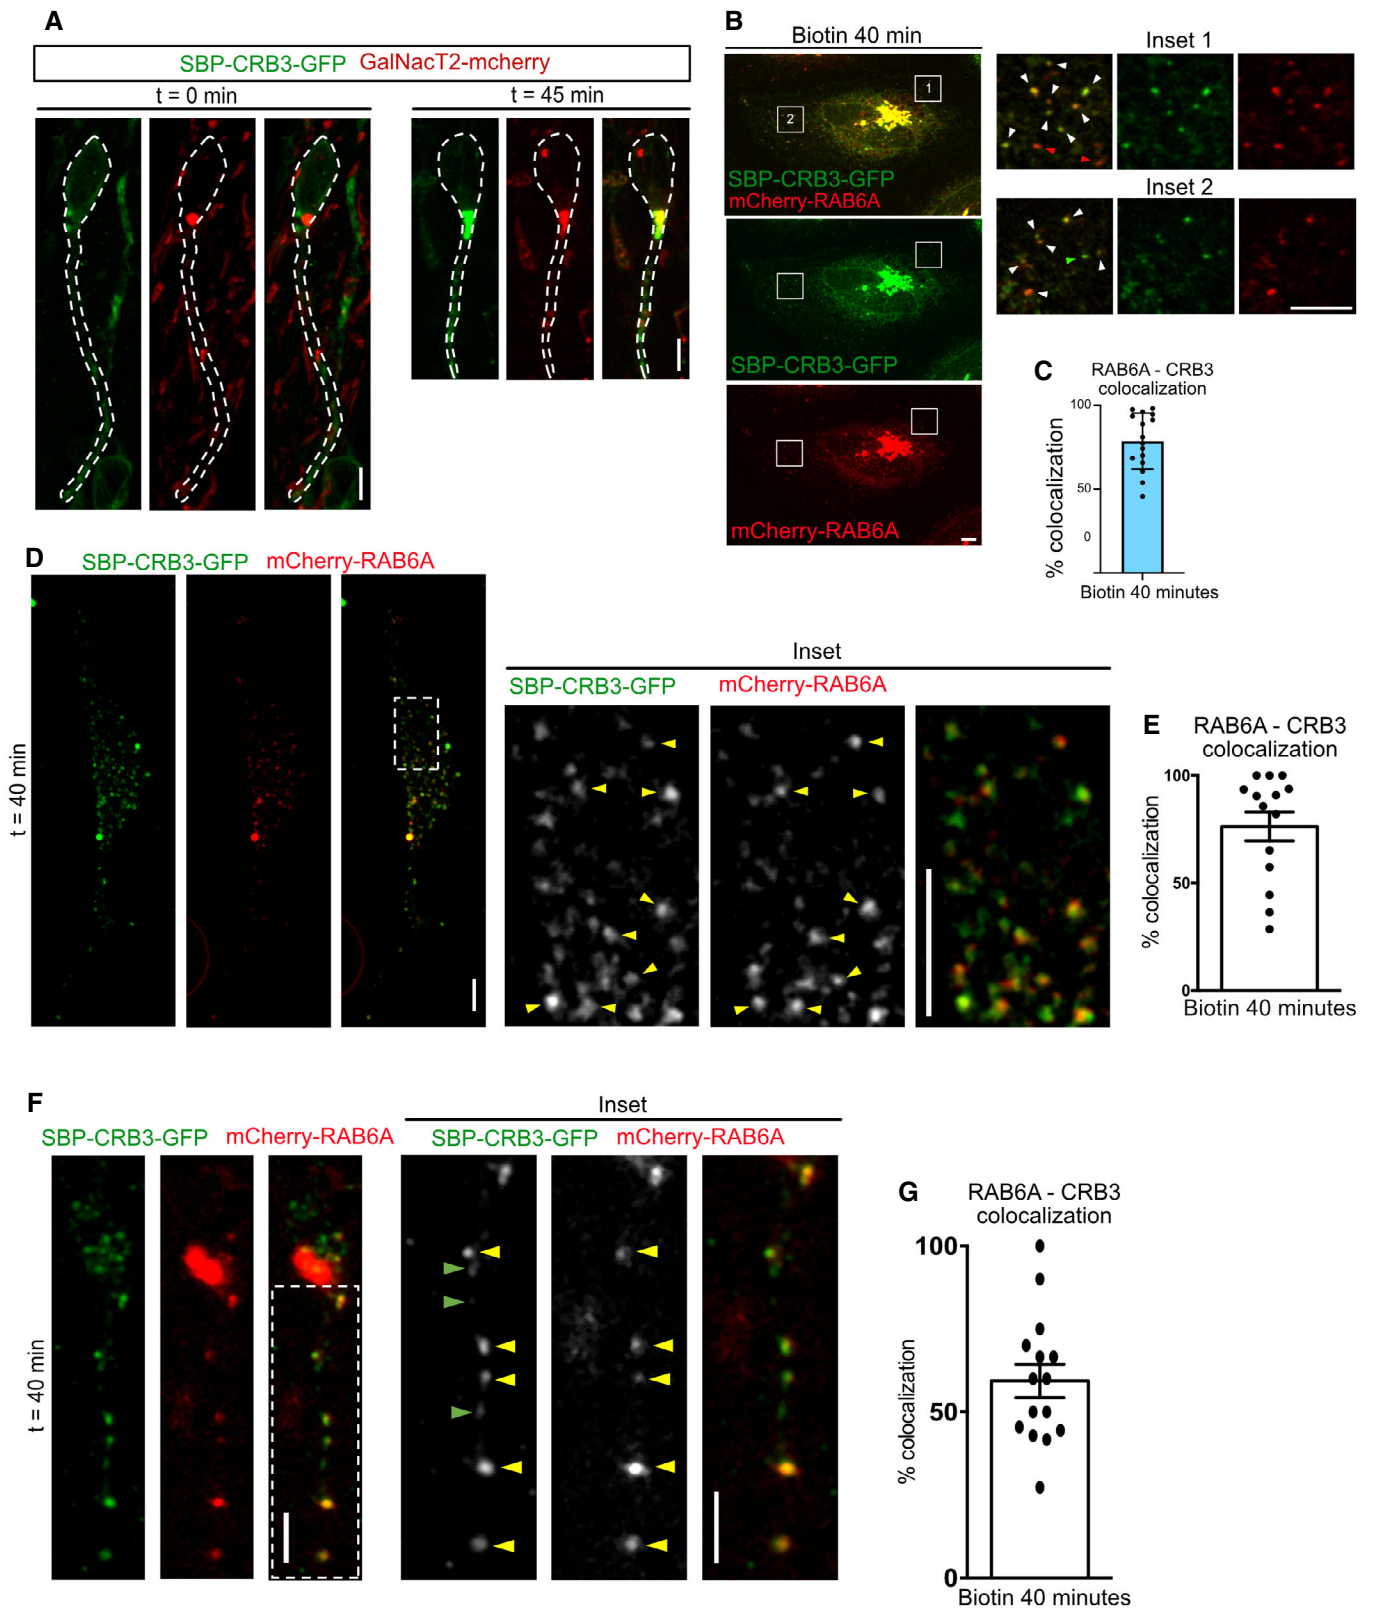 A
SBP-CRB3-GFP GalNacT2-mcherry
t = 0 min
t = 45 min
B
Biotin 40 min
1
2
SBP-CRB3-GFP
mCherry-RAB6A
SBP-CRB3-GFP
mCherry-RAB6A
Inset 1
Inset 2
C
RAB6A - CRB3
colocalization
% colocalization
100
50
0
Biotin 40 minutes
D
SBP-CRB3-GFP mCherry-RAB6A
t = 40 min
Inset
SBP-CRB3-GFP mCherry-RAB6A
E
RAB6A - CRB3
colocalization
% colocalization
100
50
0
Biotin 40 minutes
F
SBP-CRB3-GFP mCherry-RAB6A
t = 40 min
Inset
SBP-CRB3-GFP mCherry-RAB6A
G
RAB6A - CRB3
colocalization
% colocalization
100
50
0
Biotin 40 minutes